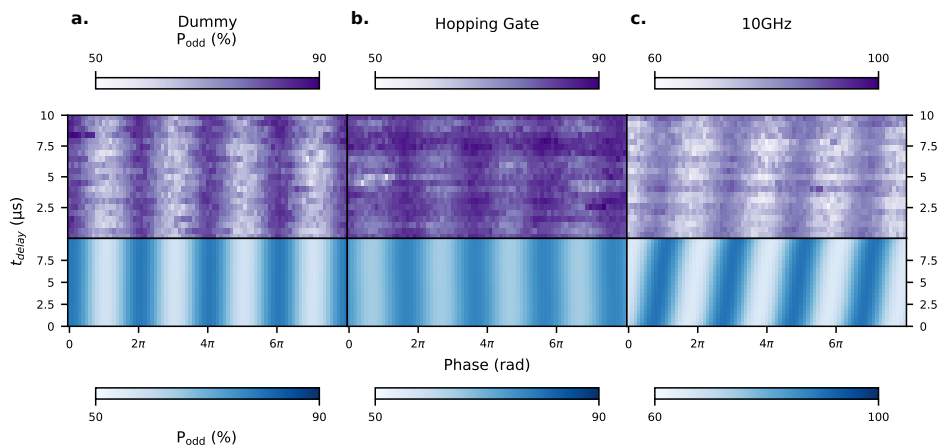 a. b. c.
Dummy Hopping Gate 10GHz
P_odd (%)
50 90 50 90 60 100
10 10
7.5 7.5
5 5
2.5 2.5
t_delay (μs)
7.5 7.5
5 5
2.5 2.5
0 0
0 2π 4π 6π 0 2π 4π 6π 0 2π 4π 6π
Phase (rad)
50 90 50 90 60 100
P_odd (%)